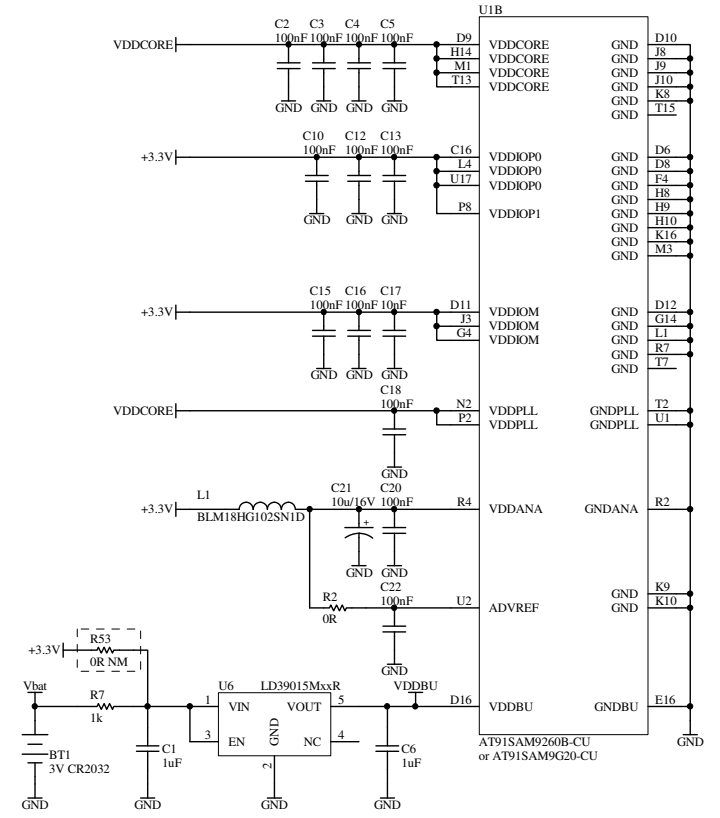 U1B
C2 C3 C4 C5
100nF 100nF 100nF 100nF
VDDCORE D9 VDDCORE GND D10
H14 VDDCORE GND J8
M1 VDDCORE GND J9
T13 VDDCORE GND J10
GND K8
GND T15
GND GND GND GND
C10 C12 C13
100nF 100nF 100nF
+3.3V C16 VDDIOP0 GND D6
L4 VDDIOP0 GND D8
U17 VDDIOP0 GND F4
GND H8
P8 VDDIOP1 GND H9
GND H10
GND K16
GND M3
GND GND GND
C15 C16 C17
100nF 100nF 10nF
+3.3V D11 VDDIOM GND D12
J3 VDDIOM GND G14
G4 VDDIOM GND L1
GND R7
GND T7
GND GND GND
C18
100nF
VDDCORE N2 VDDPLL GNDPLL T2
P2 VDDPLL GNDPLL U1
GND
C21 C20
10u/16V 100nF
L1
+3.3V R4 VDDANA GNDANA R2
BLM18HG102SN1D
+
GND GND
C22
100nF
GND K9
R2 U2 ADVREF GND K10
0R
GND
R53
+3.3V
0R NM
Vbat R7 U6 LD39015MxxR VDDBU
1 VIN VOUT 5 D16 VDDBU GNDBU E16
1k
3 EN GND NC 4
2
GND
AT91SAM9260B-CU
or AT91SAM9G20-CU
BT1
3V CR2032
C1
1uF
C6
1uF
GND GND GND GND